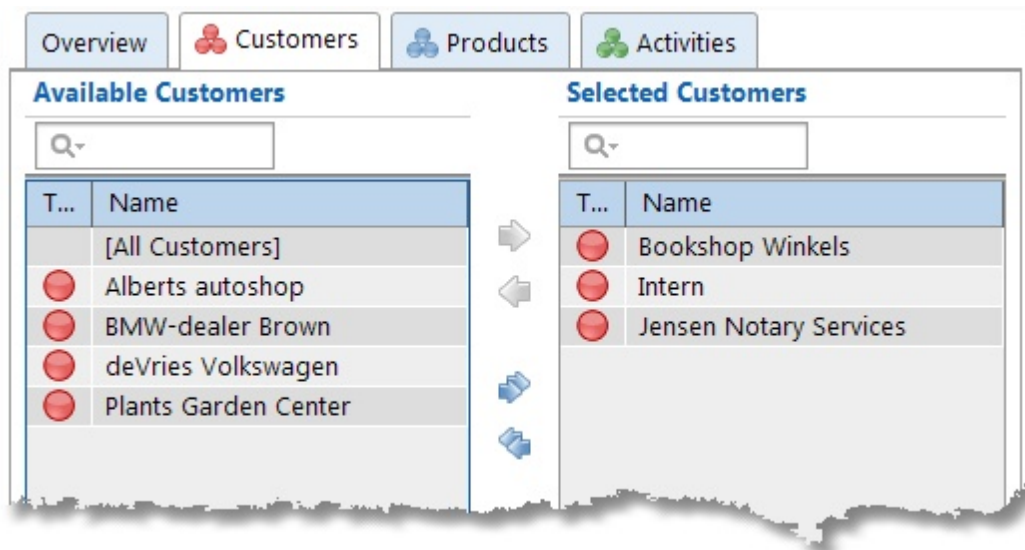 Overview Customers Products Activities
Available Customers
T... Name
[All Customers]
Alberts autoshop
BMW-dealer Brown
deVries Volkswagen
Plants Garden Center
Selected Customers
T... Name
Bookshop Winkels
Intern
Jensen Notary Services